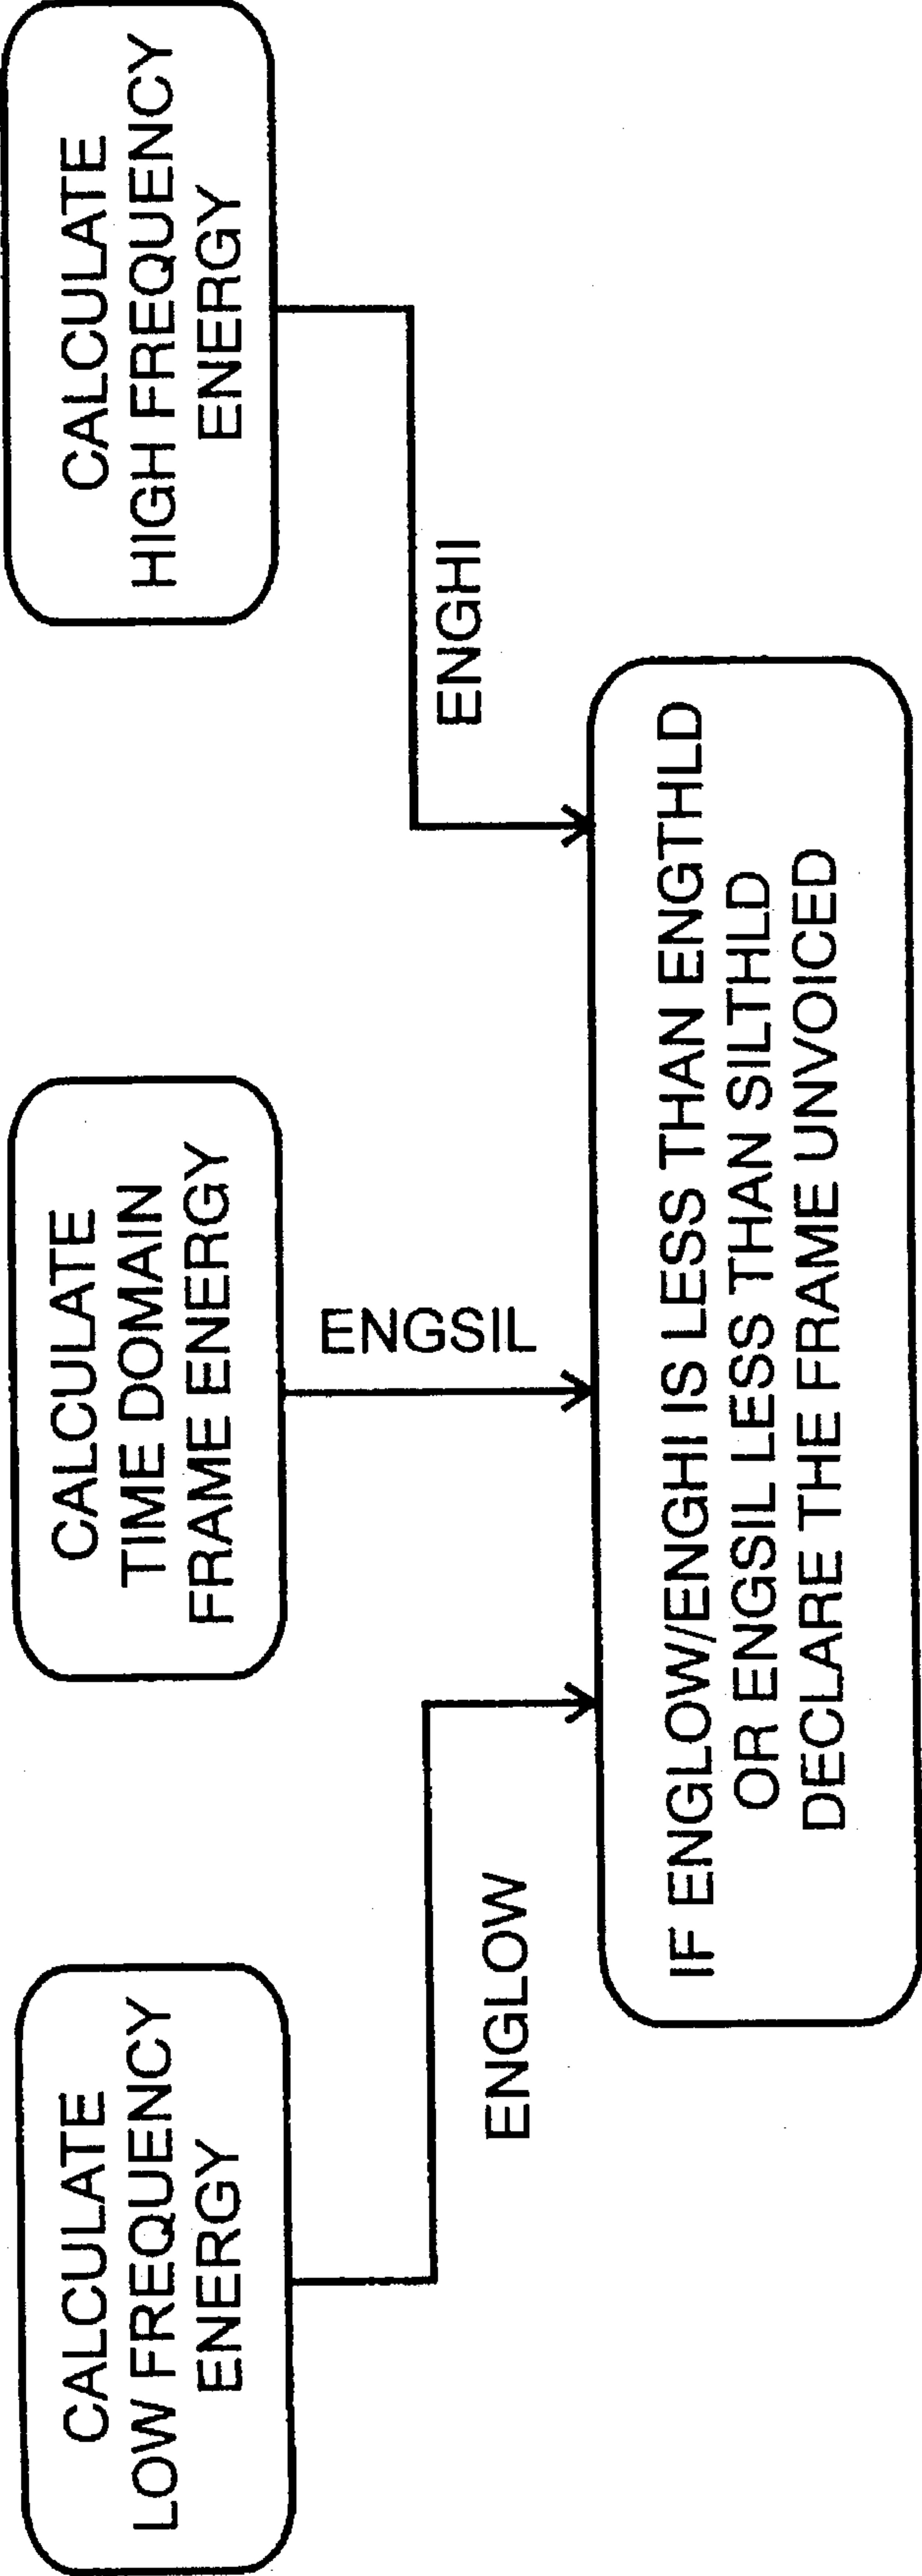 CALCULATE
LOW FREQUENCY
ENERGY
CALCULATE
TIME DOMAIN
FRAME ENERGY
CALCULATE
HIGH FREQUENCY
ENERGY
ENGLOW
ENGSIL
ENGHI
IF ENGLOW/ENGHI IS LESS THAN ENGTHLD
OR ENGSIL LESS THAN SILTHLD
DECLARE THE FRAME UNVOICED